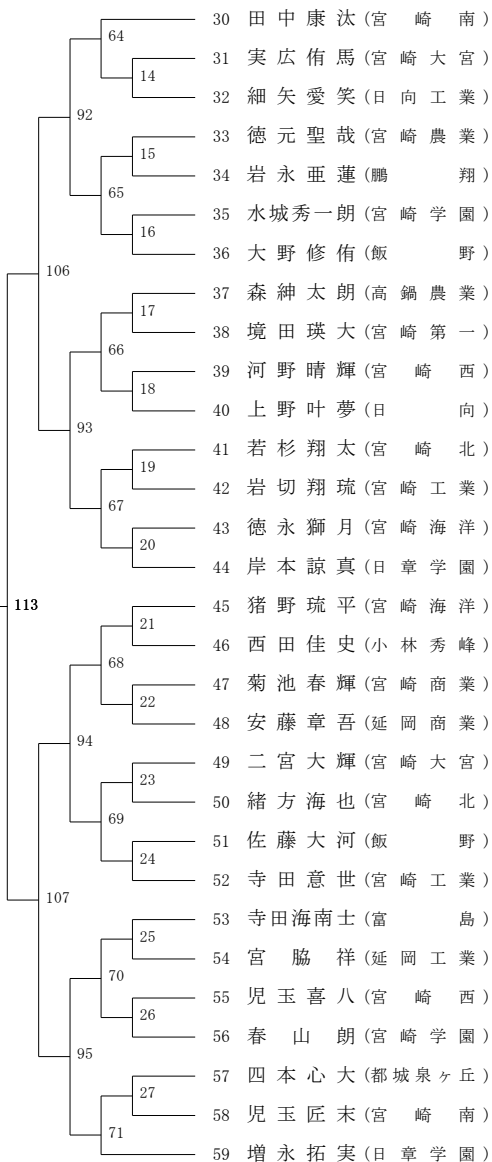 30 田中康汰(宮崎南)
31 実広侑馬(宮崎大宮)
32 細矢愛笑(日向工業)
33 徳元聖哉(宮崎農業)
34 岩永亜蓮(鵬翔)
35 水城秀一朗(宮崎学園)
36 大野修侑(飯野)
37 森紳太朗(高鍋農業)
38 境田瑛大(宮崎第一)
39 河野晴輝(宮崎西)
40 上野叶夢(日向)
41 若杉翔太(宮崎北)
42 岩切翔琉(宮崎工業)
43 徳永獅月(宮崎海洋)
44 岸本諒真(日章学園)
45 猪野琉平(宮崎海洋)
46 西田佳史(小林秀峰)
47 菊池春輝(宮崎商業)
48 安藤章吾(延岡商業)
49 二宮大輝(宮崎大宮)
50 緒方海也(宮崎北)
51 佐藤大河(飯野)
52 寺田意世(宮崎工業)
53 寺田海南士(富島)
54 宮脇祥(延岡工業)
55 児玉喜八(宮崎西)
56 春山朗(宮崎学園)
57 四本心大(都城泉ヶ丘)
58 児玉匠末(宮崎南)
59 増永拓実(日章学園)
64
14
92
15
65
16
106
17
66
18
93
19
67
20
113
21
68
22
94
23
69
24
107
25
70
26
95
27
71